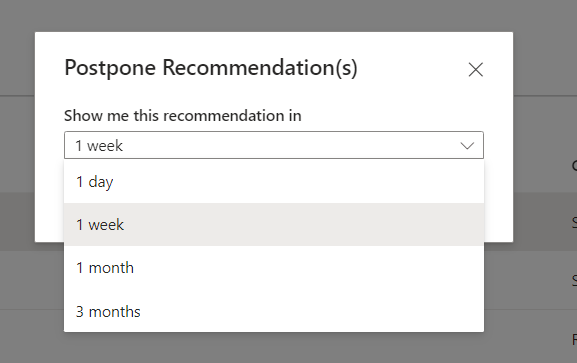 Postpone Recommendation(s)
Show me this recommendation in
1 week
1 day
1 week
1 month
3 months